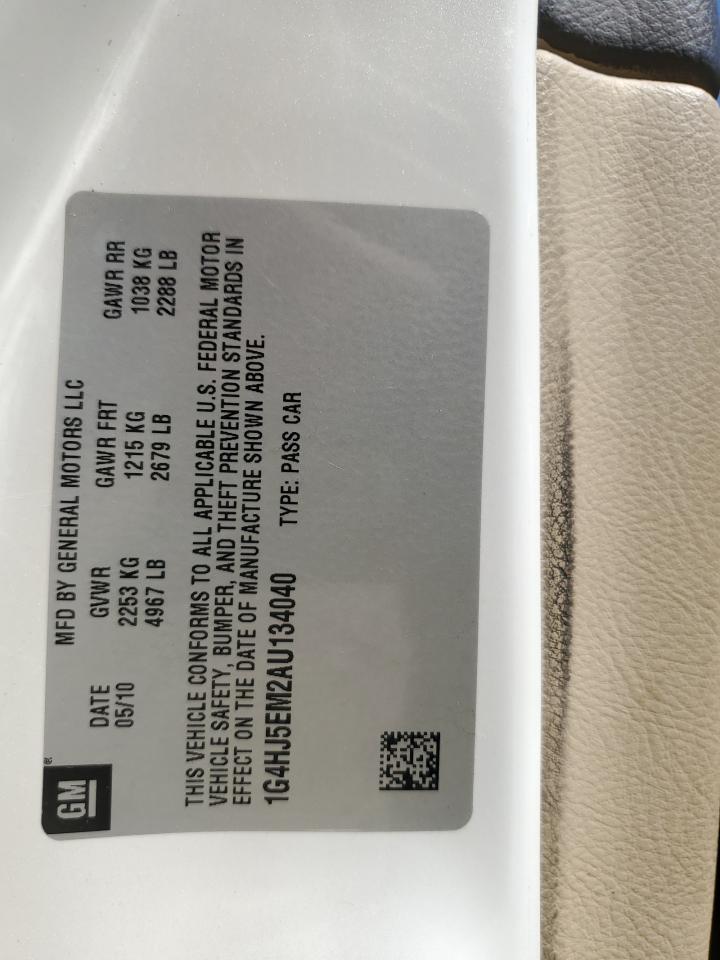 GM
MFD BY GENERAL MOTORS LLC
DATE GVWR GAWR FRT GAWR RR
05/10 2253 KG 1215 KG 1038 KG
4967 LB 2679 LB 2288 LB
THIS VEHICLE CONFORMS TO ALL APPLICABLE U.S. FEDERAL MOTOR
VEHICLE SAFETY, BUMPER, AND THEFT PREVENTION STANDARDS IN
EFFECT ON THE DATE OF MANUFACTURE SHOWN ABOVE.
1G4HJ5EM2AU134040 TYPE: PASS CAR